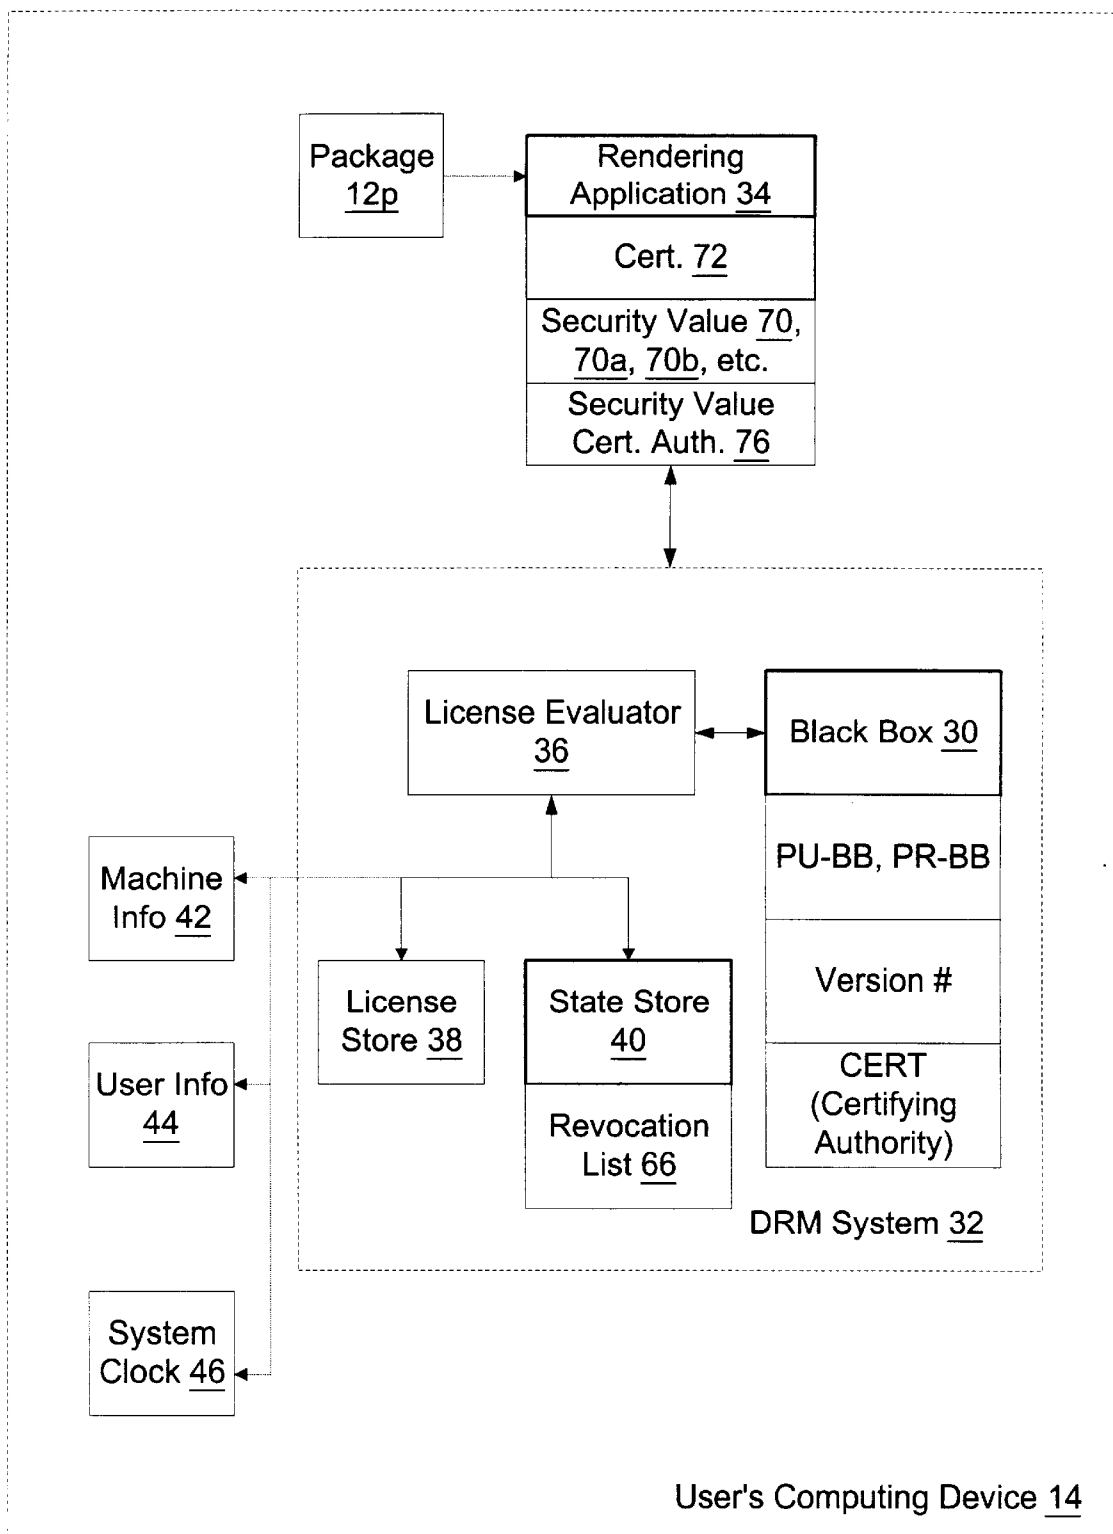 Package
12p
Rendering
Application 34
Cert. 72
Security Value 70,
70a, 70b, etc.
Security Value
Cert. Auth. 76
License Evaluator
36
Black Box 30
PU-BB, PR-BB
Version #
CERT
(Certifying
Authority)
Machine
Info 42
License
Store 38
State Store
40
Revocation
List 66
User Info
44
DRM System 32
System
Clock 46
User's Computing Device 14